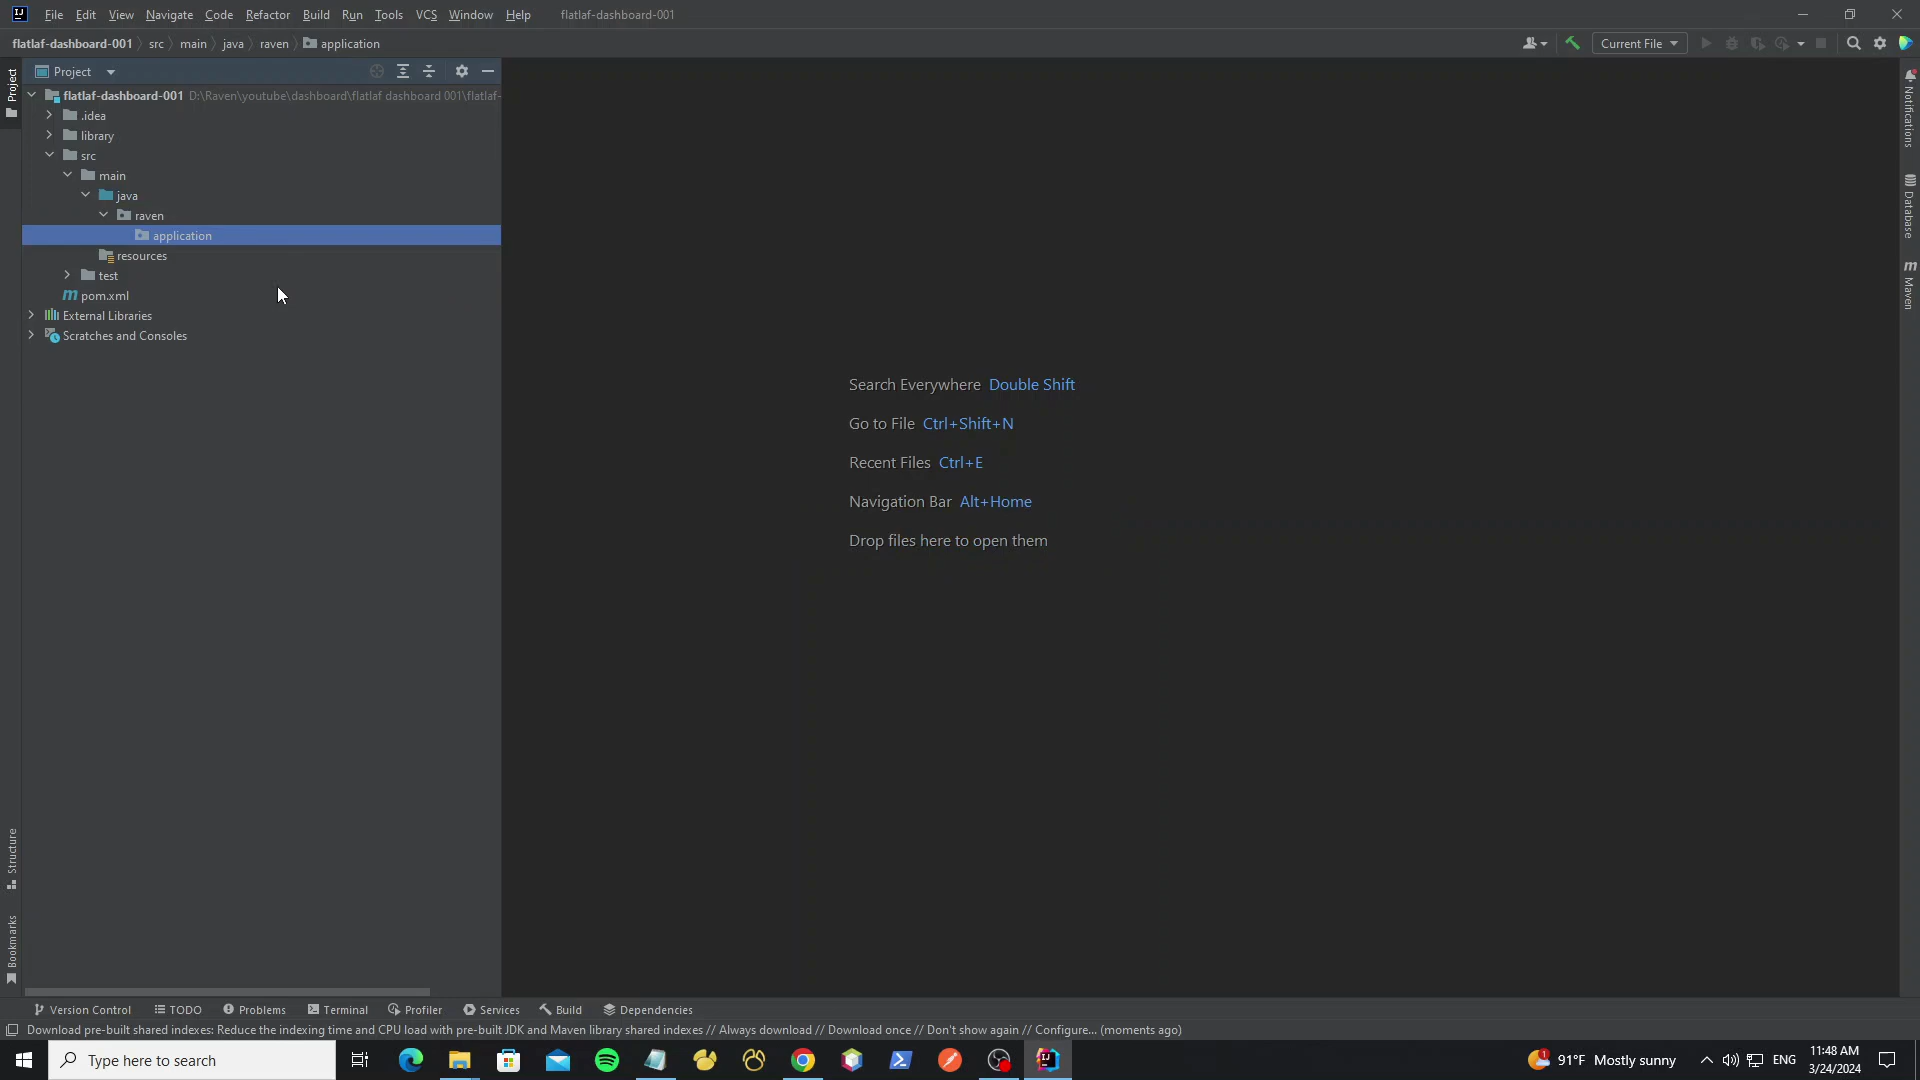 File Edit View Navigate Code Refactor Build Run Tools VCS Window Help flatlaf-dashboard-001
flatlaf-dashboard-001 src main java raven application
Current File
Project
Project
flatlaf-dashboard-001 D:\Raven\youtube\dashboard\flatlaf dashboard 001\flatlaf-
.idea
library
src
main
java
raven
application
resources
test
m pom.xml
External Libraries
Scratches and Consoles
Search Everywhere Double Shift
Go to File Ctrl+Shift+N
Recent Files Ctrl+E
Navigation Bar Alt+Home
Drop files here to open them
Notifications
Database
m Maven
Structure
Bookmarks
Version Control TODO Problems Terminal Profiler Services Build Dependencies
Download pre-built shared indexes: Reduce the indexing time and CPU load with pre-built JDK and Maven library shared indexes // Always download // Download once // Don't show again // Configure... (moments ago)
Type here to search
1 91°F Mostly sunny ENG 11:48 AM
3/24/2024